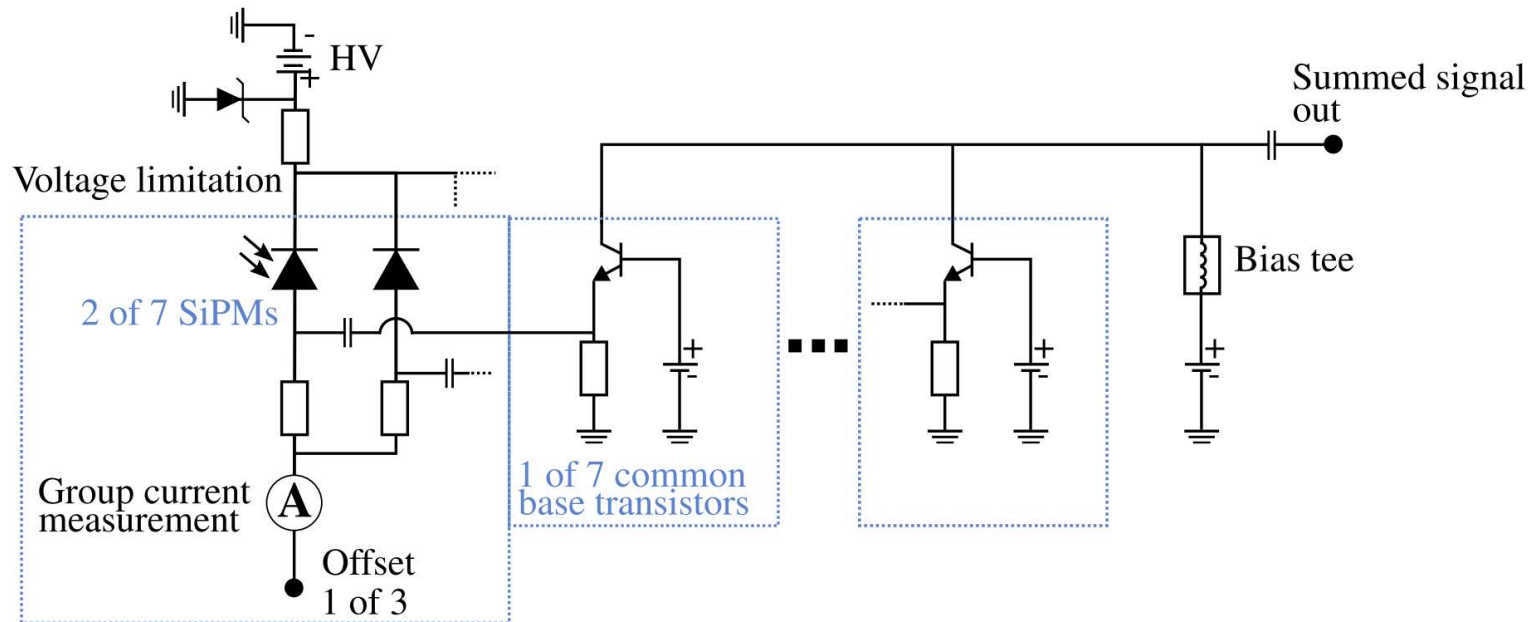 -
HV
+
Summed signal
out
Voltage limitation
Bias tee
2 of 7 SiPMs
+
-
+
-
+
-
1 of 7 common
base transistors
Group current
measurement
A
Offset
1 of 3